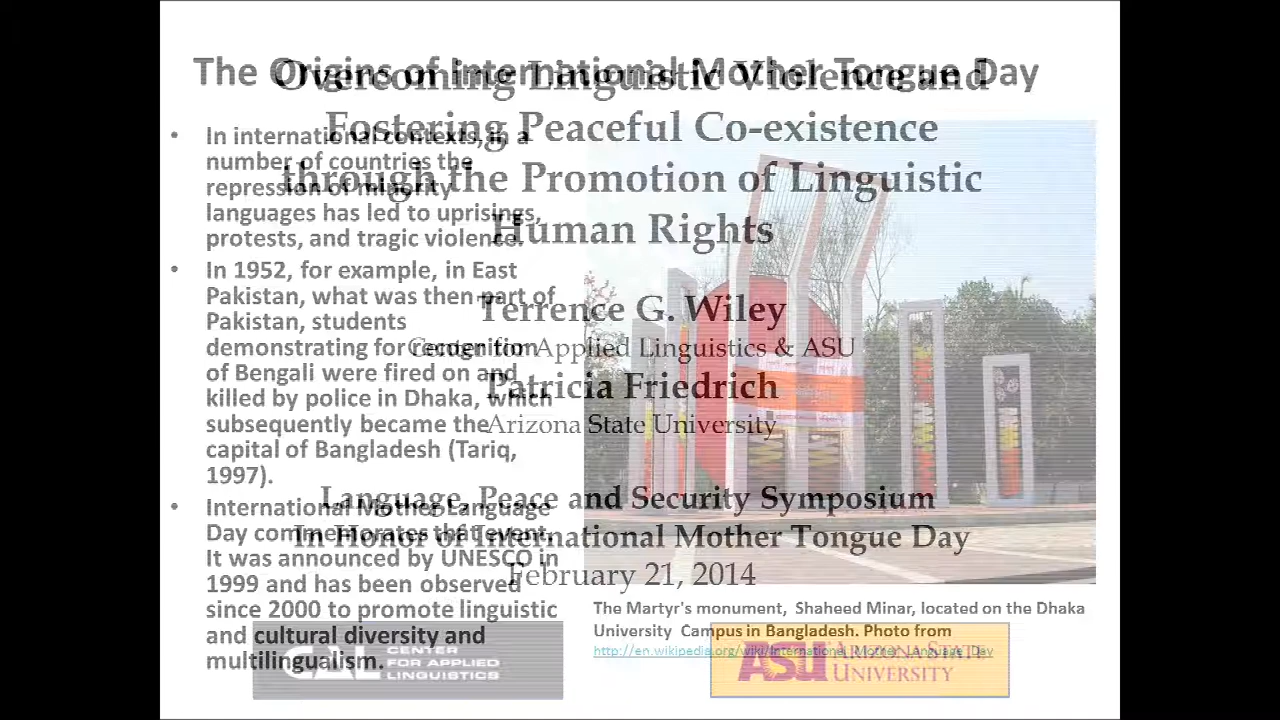 The Origins of International Mother Tongue Day
In international contexts, in a
number of countries the
repression of minority
languages has led to uprisings,
protests, and tragic violence.
In 1952, for example, in East
Pakistan, what was then part of
Pakistan, students
demonstrating for recognition
of Bengali were fired on and
killed by police in Dhaka, which
subsequently became the
capital of Bangladesh (Tariq,
1997).
International Mother Language
Day commemorates that event.
It was announced by UNESCO in
1999 and has been observed
since 2000 to promote linguistic
and cultural diversity and
multilingualism.
The Martyr's monument, Shaheed Minar, located on the Dhaka
University Campus in Bangladesh. Photo from
http://en.wikipedia.org/wiki/International_Mother_Language_Day
Overcoming Linguistic Violence and
Fostering Peaceful Co-existence
through the Promotion of Linguistic
Human Rights
Terrence G. Wiley
Center for Applied Linguistics & ASU
Patricia Friedrich
Arizona State University
Language, Peace and Security Symposium
In Honor of International Mother Tongue Day
February 21, 2014
CAL
CENTER
FOR APPLIED
LINGUISTICS
ASU ARIZONA STATE
UNIVERSITY